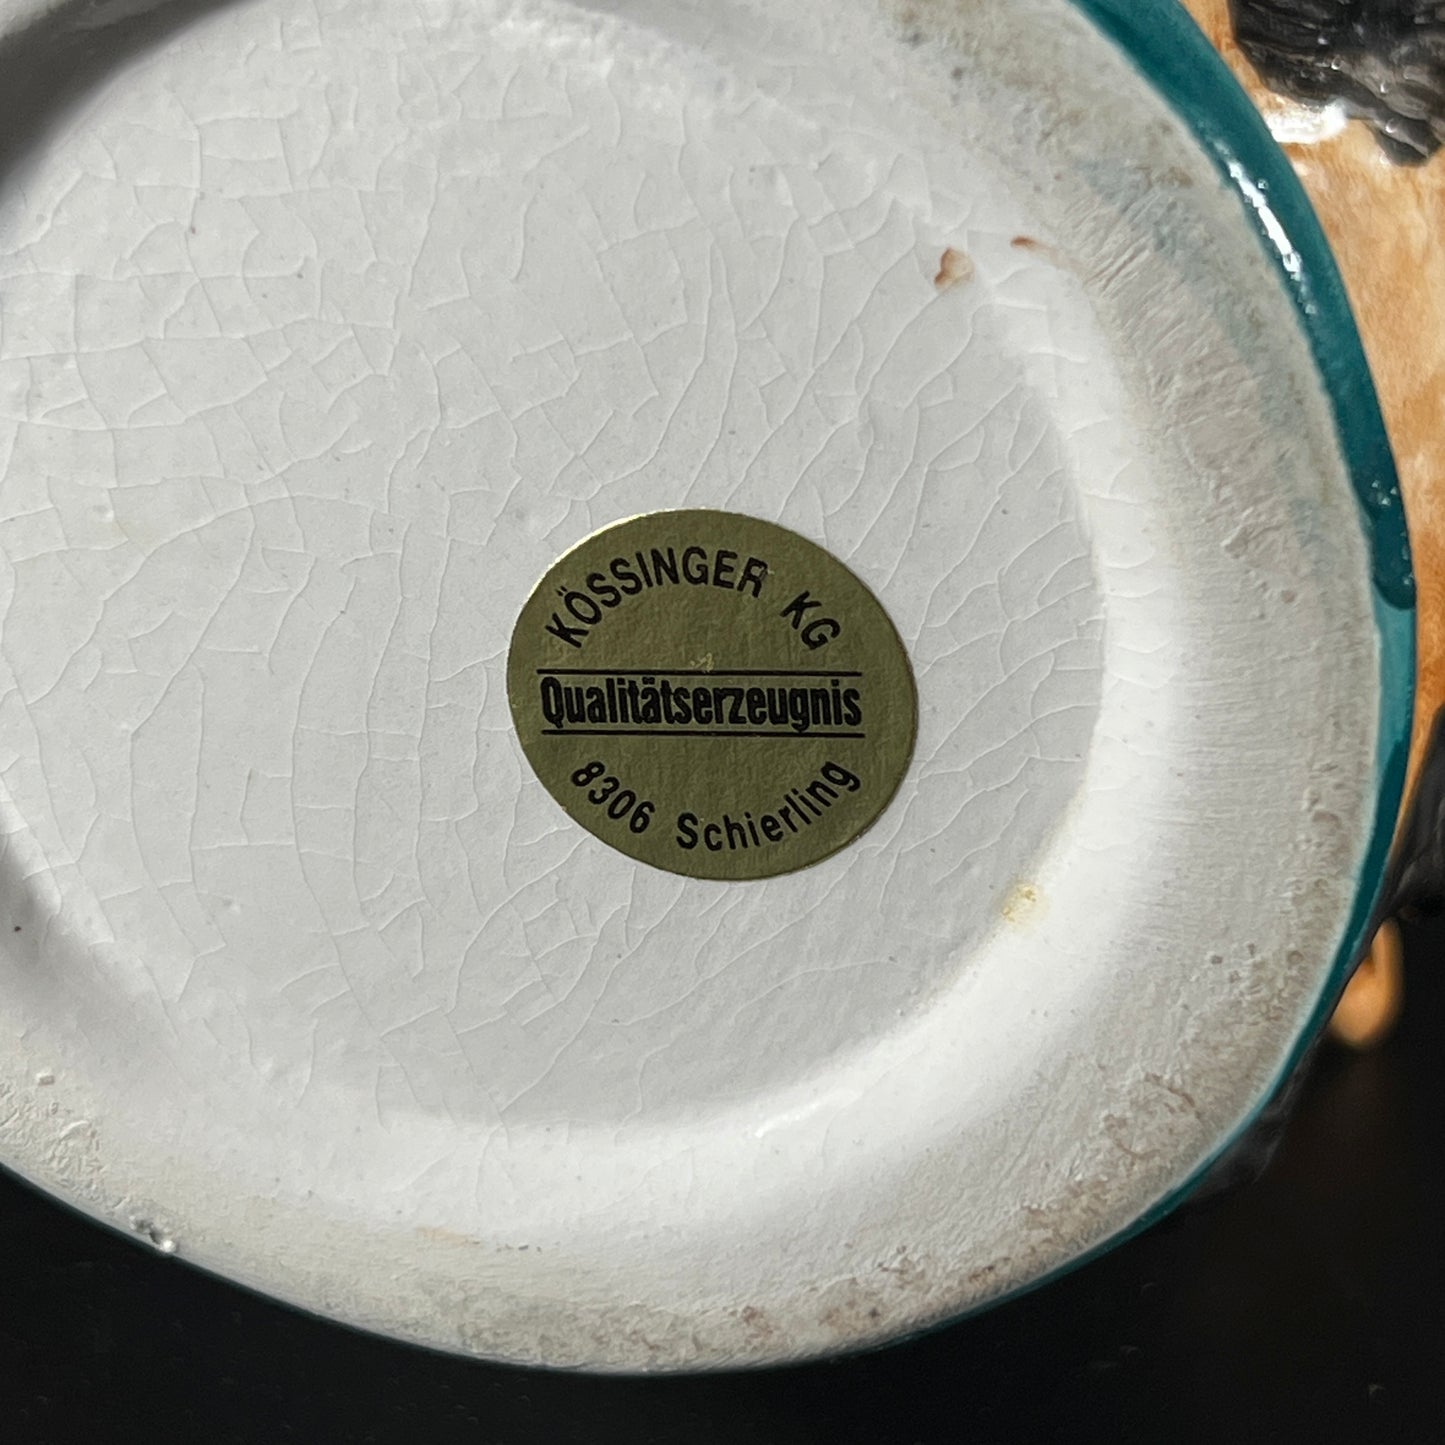 KÖSSINGER KG
Qualitätserzeugnis
8306 Schierling